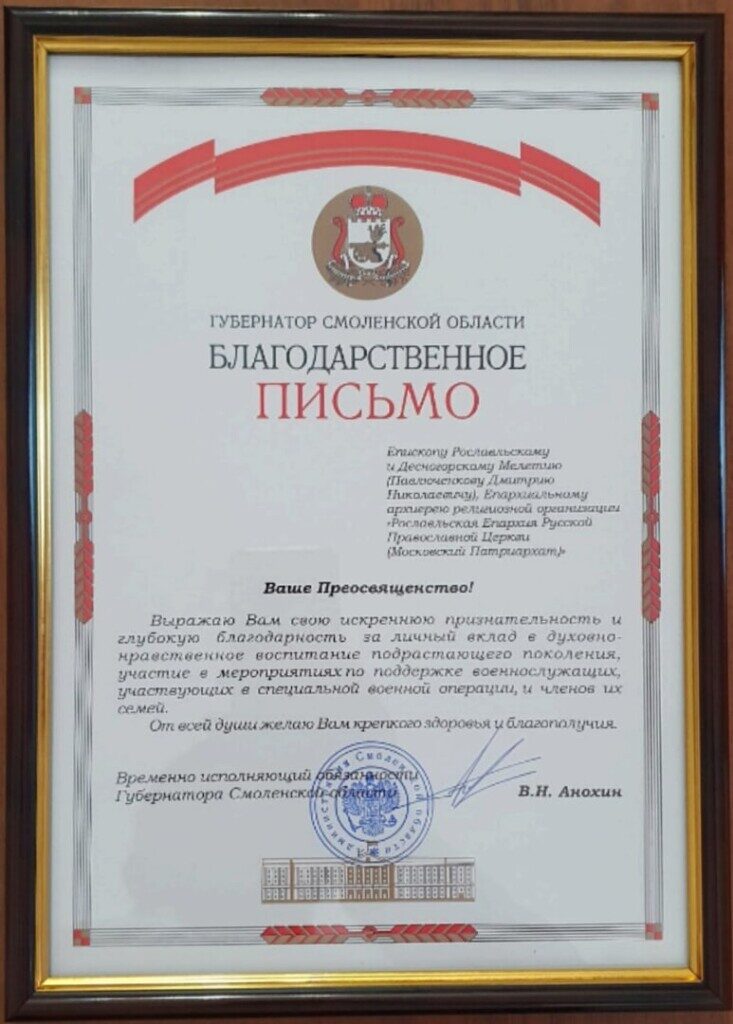 ГУБЕРНАТОР СМОЛЕНСКОЙ ОБЛАСТИ
БЛАГОДАРСТВЕННОЕ
ПИСЬМО
Епископу Рославльскому
и Десногорскому Мелетию
(Павлюченкову Дмитрию
Николаевичу), Епархиальному
архиерею религиозной организации
«Рославльская Епархия Русской
Православной Церкви
(Московский Патриархат)»
Ваше Преосвященство!
Выражаю Вам свою искреннюю признательность и
глубокую благодарность за личный вклад в духовно-
нравственное воспитание подрастающего поколения,
участие в мероприятиях по поддержке военнослужащих,
участвующих в специальной военной операции, и членов их
семей.
От всей души желаю Вам крепкого здоровья и благополучия.
Временно исполняющий обязанности
Губернатора Смоленской области
В.Н. Анохин
Администрация Смоленской области